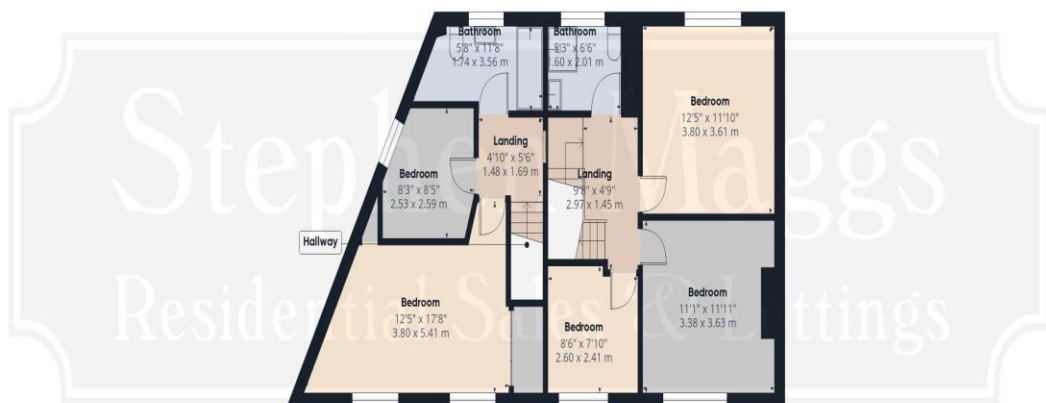 Stephen Maggs
Residential Sales & Lettings
Bathroom
5'8" x 11'8"
1.74 x 3.56 m
Bathroom
5'3" x 6'6"
1.60 x 2.01 m
Bedroom
12'5" x 11'10"
3.80 x 3.61 m
Landing
4'10" x 5'6"
1.48 x 1.69 m
Bedroom
8'3" x 8'5"
2.53 x 2.59 m
Landing
9'8" x 4'9"
2.97 x 1.45 m
Hallway
Bedroom
12'5" x 17'8"
3.80 x 5.41 m
Bedroom
8'6" x 7'10"
2.60 x 2.41 m
Bedroom
11'1" x 11'11"
3.38 x 3.63 m